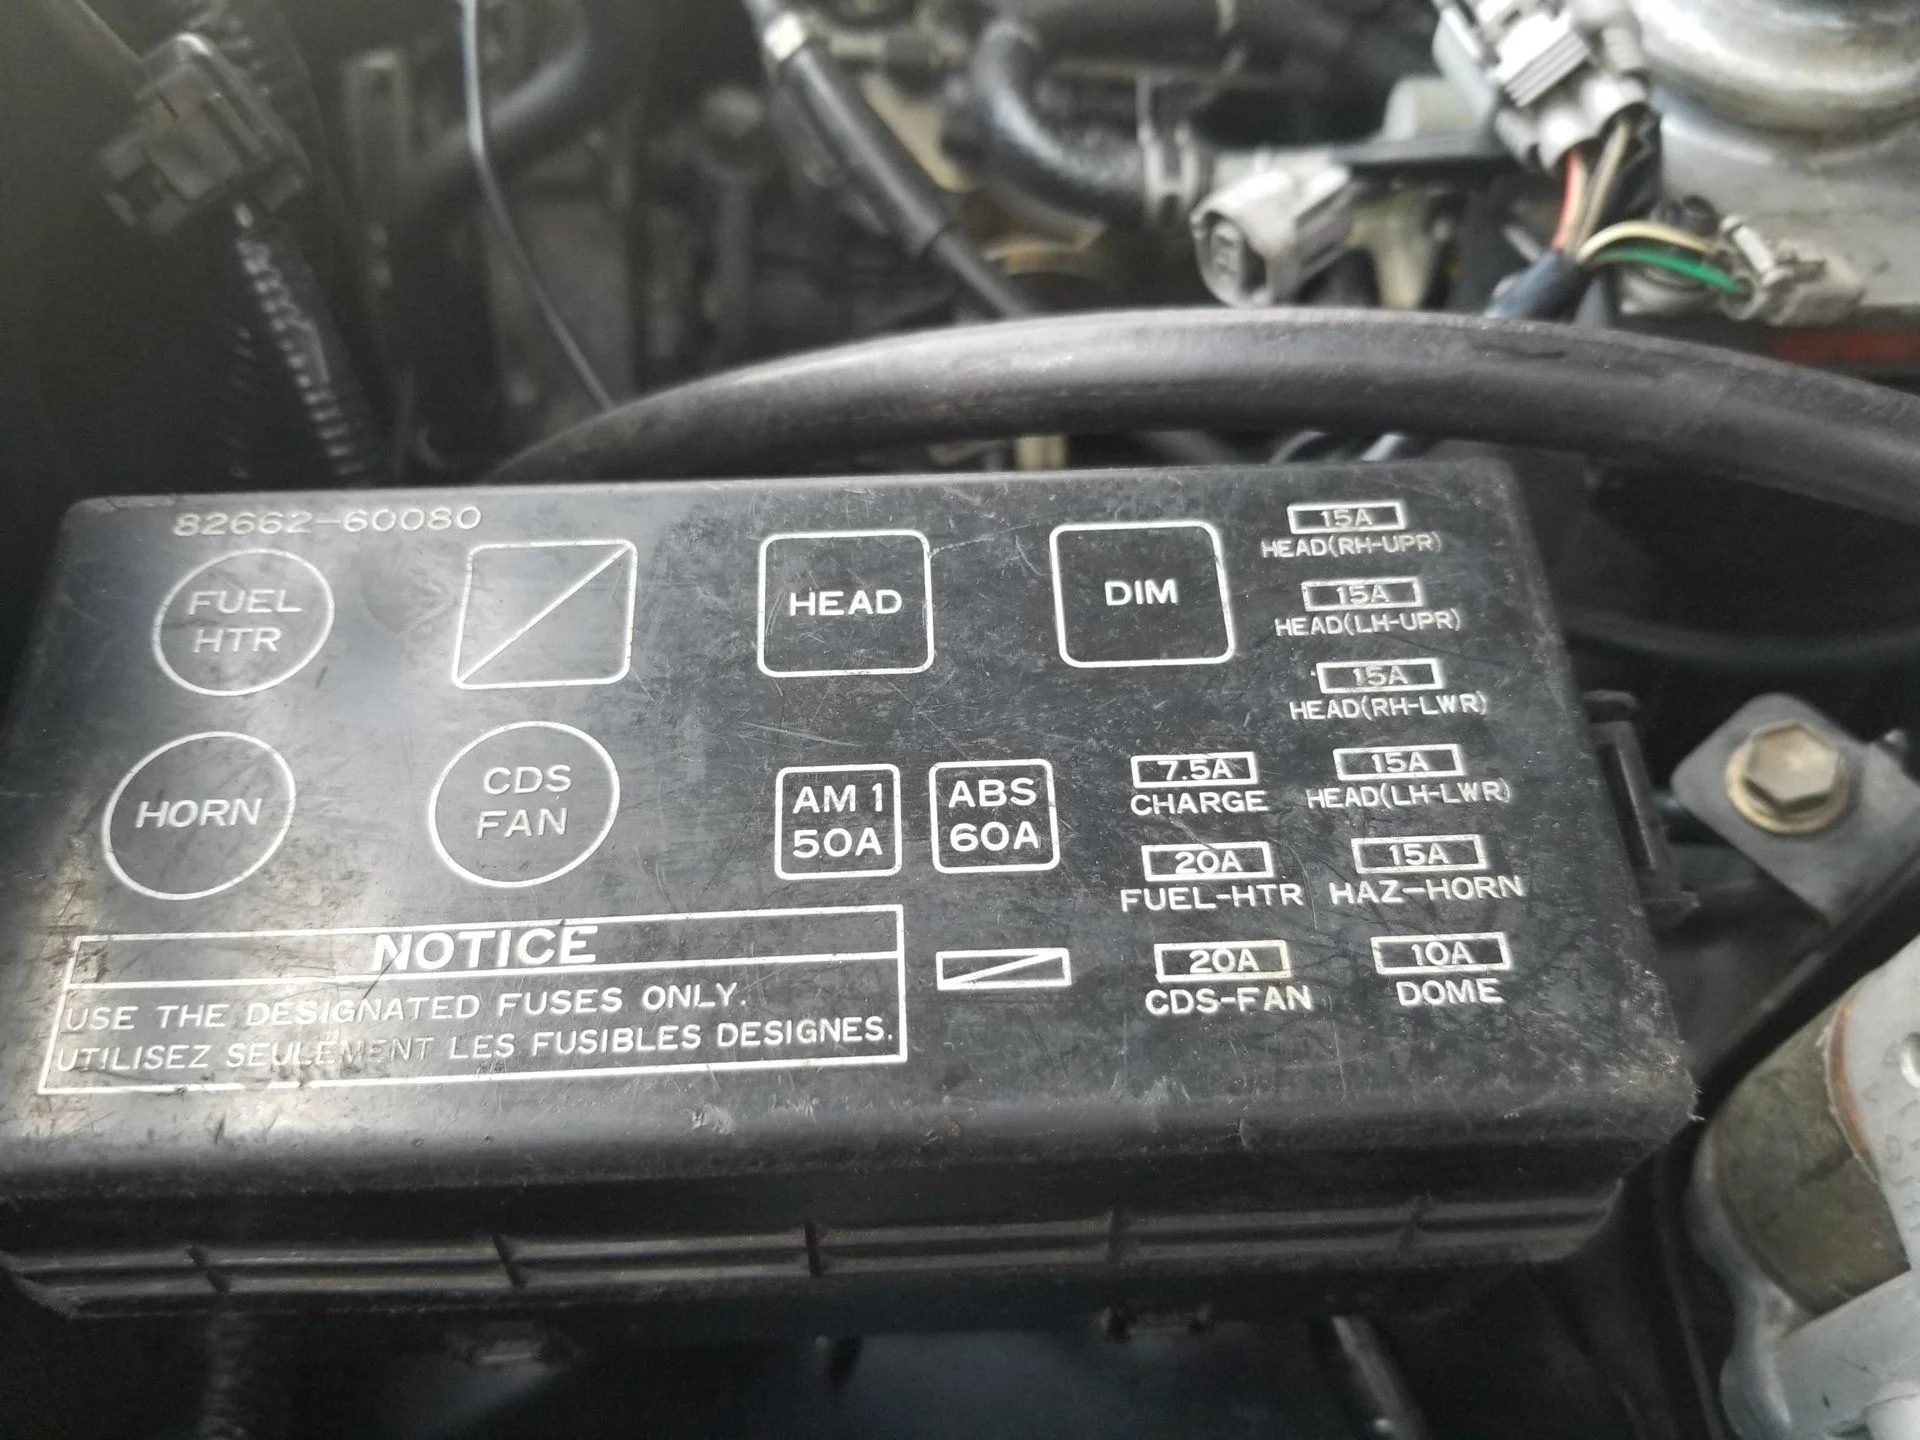 82662-60080
FUEL
HTR
HEAD
DIM
15A
HEAD(RH-UPR)
15A
HEAD(LH-UPR)
15A
HEAD(RH-LWR)
HORN
CDS
FAN
AM 1
50A
ABS
60A
7.5A
CHARGE
15A
HEAD(LH-LWR)
20A
FUEL-HTR
15A
HAZ-HORN
20A
CDS-FAN
10A
DOME
NOTICE
USE THE DESIGNATED FUSES ONLY.
UTILISEZ SEULEMENT LES FUSIBLES DESIGNES.